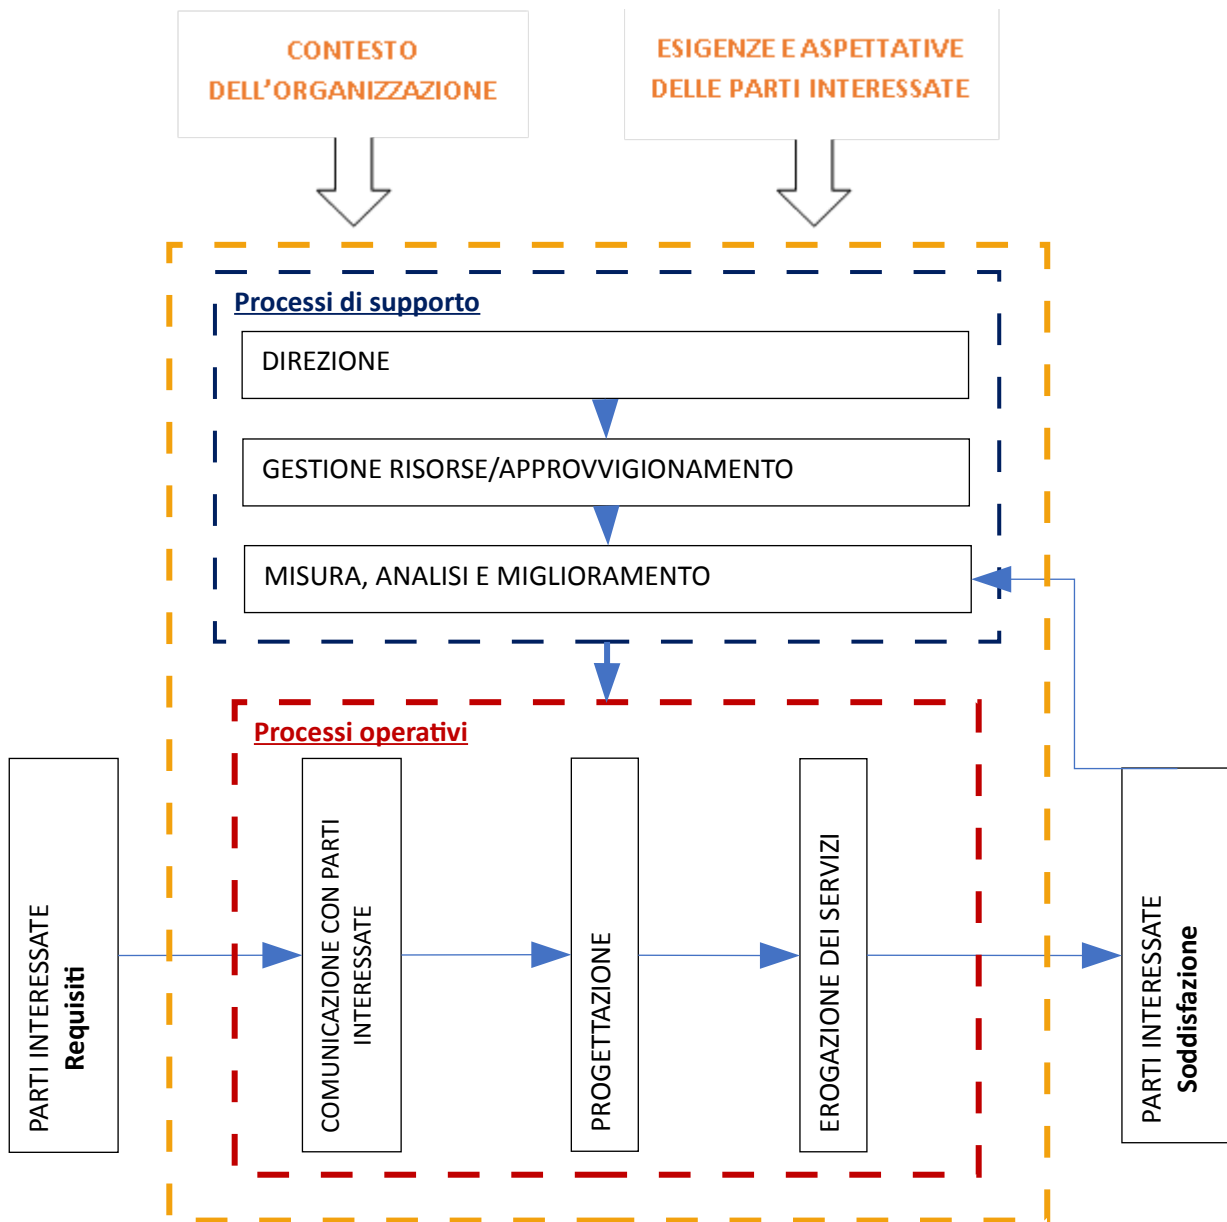 CONTESTO
DELL'ORGANIZZAZIONE
ESIGENZE E ASPETTATIVE
DELLE PARTI INTERESSATE
Processi di supporto
DIREZIONE
GESTIONE RISORSE/APPROVVIGIONAMENTO
MISURA, ANALISI E MIGLIORAMENTO
Processi operativi
PARTI INTERESSATE
Requisiti
COMUNICAZIONE CON PARTI
INTERESSATE
PROGETTAZIONE
EROGAZIONE DEI SERVIZI
PARTI INTERESSATE
Soddisfazione